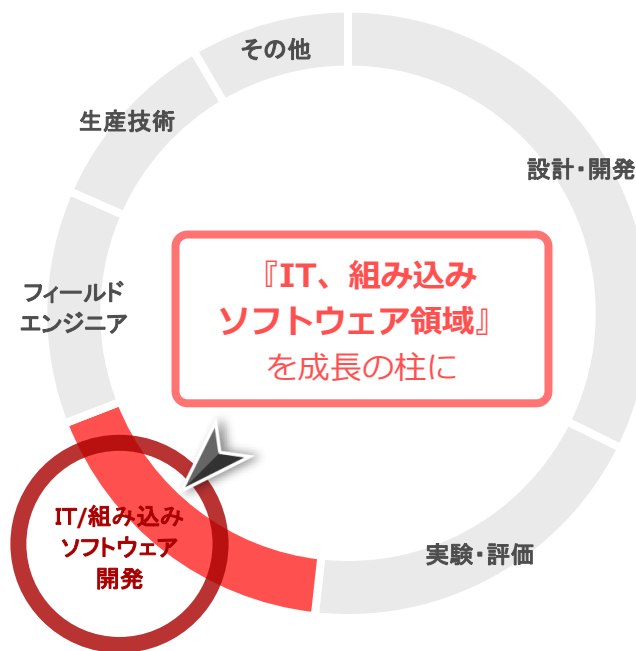 その他
生産技術
設計・開発
『IT、組み込み
ソフトウェア領域』
を成長の柱に
フィールド
エンジニア
IT/組み込み
ソフトウェア
開発
実験・評価